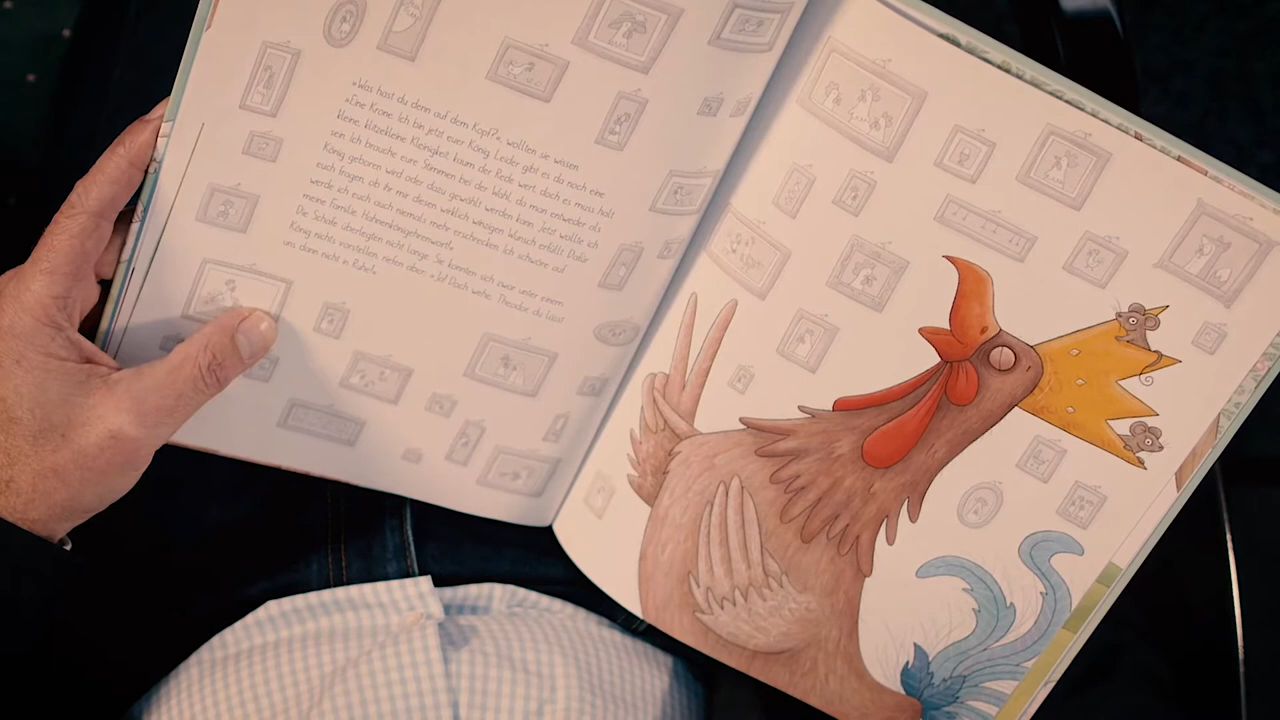 »Was hast du denn auf dem Kopf?«, wollten sie wissen.
»Eine Krone. Ich bin jetzt euer König. Leider gibt es da noch eine
kleine, klitzekleine Kleinigkeit, kaum der Rede wert, doch es muss halt
sein. Ich brauche eure Stimmen bei der Wahl, da man entweder als
König geboren wird oder dazu gewählt werden kann. Jetzt wollte ich
euch fragen, ob ihr mir diesen wirklich winzigen Wunsch erfüllt. Dafür
werde ich euch auch niemals mehr erschrecken. Ich schwöre auf
meine Familie. Hahnenkönigehrenwort!«
Die Schafe überlegten nicht lange. Sie konnten sich zwar unter einem
König nichts vorstellen, riefen aber: »Ja! Doch wehe, Theodor, du lässt
uns dann nicht in Ruhe!«